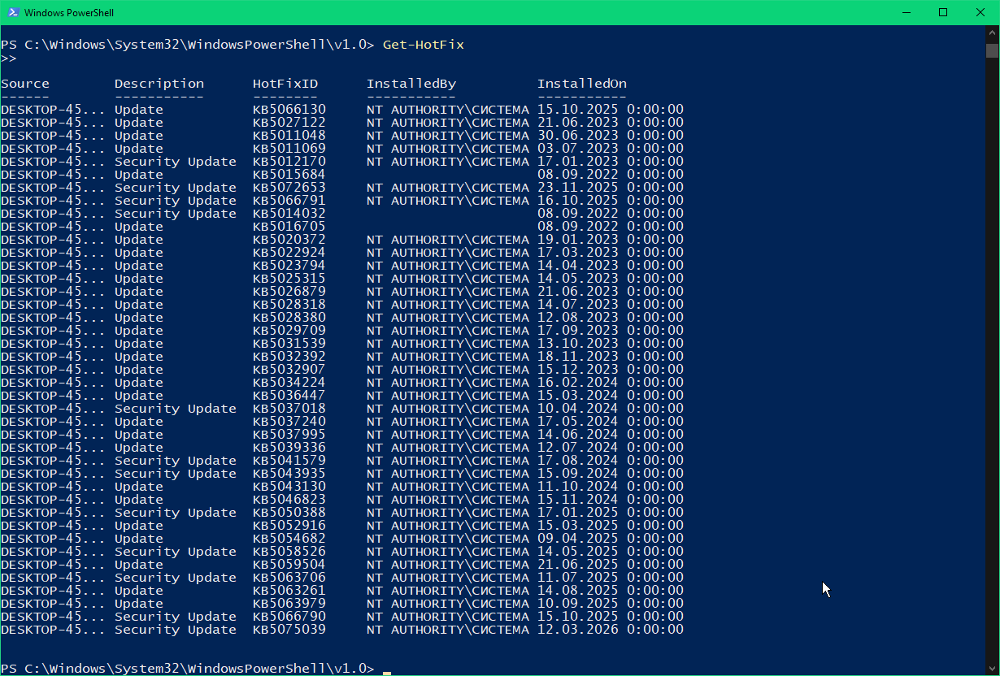 Windows PowerShell
PS C:\Windows\System32\WindowsPowerShell\v1.0> Get-HotFix
>>
Source Description HotFixID InstalledBy InstalledOn
------ ----------- -------- ----------- -----------
DESKTOP-45... Update KB5066130 NT AUTHORITY\СИСТЕМА 15.10.2025 0:00:00
DESKTOP-45... Update KB5027122 NT AUTHORITY\СИСТЕМА 21.06.2023 0:00:00
DESKTOP-45... Update KB5011048 NT AUTHORITY\СИСТЕМА 30.06.2023 0:00:00
DESKTOP-45... Update KB5011069 NT AUTHORITY\СИСТЕМА 03.07.2023 0:00:00
DESKTOP-45... Security Update KB5012170 NT AUTHORITY\СИСТЕМА 17.01.2023 0:00:00
DESKTOP-45... Update KB5015684 08.09.2022 0:00:00
DESKTOP-45... Security Update KB5072653 NT AUTHORITY\СИСТЕМА 23.11.2025 0:00:00
DESKTOP-45... Security Update KB5066791 NT AUTHORITY\СИСТЕМА 16.10.2025 0:00:00
DESKTOP-45... Security Update KB5014032 08.09.2022 0:00:00
DESKTOP-45... Update KB5016705 08.09.2022 0:00:00
DESKTOP-45... Update KB5020372 NT AUTHORITY\СИСТЕМА 19.01.2023 0:00:00
DESKTOP-45... Update KB5022924 NT AUTHORITY\СИСТЕМА 17.03.2023 0:00:00
DESKTOP-45... Update KB5023794 NT AUTHORITY\СИСТЕМА 14.04.2023 0:00:00
DESKTOP-45... Update KB5025315 NT AUTHORITY\СИСТЕМА 14.05.2023 0:00:00
DESKTOP-45... Update KB5026879 NT AUTHORITY\СИСТЕМА 21.06.2023 0:00:00
DESKTOP-45... Update KB5028318 NT AUTHORITY\СИСТЕМА 14.07.2023 0:00:00
DESKTOP-45... Update KB5028380 NT AUTHORITY\СИСТЕМА 12.08.2023 0:00:00
DESKTOP-45... Update KB5029709 NT AUTHORITY\СИСТЕМА 17.09.2023 0:00:00
DESKTOP-45... Update KB5031539 NT AUTHORITY\СИСТЕМА 13.10.2023 0:00:00
DESKTOP-45... Update KB5032392 NT AUTHORITY\СИСТЕМА 18.11.2023 0:00:00
DESKTOP-45... Update KB5032907 NT AUTHORITY\СИСТЕМА 15.12.2023 0:00:00
DESKTOP-45... Update KB5034224 NT AUTHORITY\СИСТЕМА 16.02.2024 0:00:00
DESKTOP-45... Update KB5036447 NT AUTHORITY\СИСТЕМА 15.03.2024 0:00:00
DESKTOP-45... Security Update KB5037018 NT AUTHORITY\СИСТЕМА 10.04.2024 0:00:00
DESKTOP-45... Update KB5037240 NT AUTHORITY\СИСТЕМА 17.05.2024 0:00:00
DESKTOP-45... Update KB5037995 NT AUTHORITY\СИСТЕМА 14.06.2024 0:00:00
DESKTOP-45... Update KB5039336 NT AUTHORITY\СИСТЕМА 12.07.2024 0:00:00
DESKTOP-45... Security Update KB5041579 NT AUTHORITY\СИСТЕМА 17.08.2024 0:00:00
DESKTOP-45... Security Update KB5043935 NT AUTHORITY\СИСТЕМА 15.09.2024 0:00:00
DESKTOP-45... Update KB5043130 NT AUTHORITY\СИСТЕМА 11.10.2024 0:00:00
DESKTOP-45... Update KB5046823 NT AUTHORITY\СИСТЕМА 15.11.2024 0:00:00
DESKTOP-45... Security Update KB5050388 NT AUTHORITY\СИСТЕМА 17.01.2025 0:00:00
DESKTOP-45... Update KB5052916 NT AUTHORITY\СИСТЕМА 15.03.2025 0:00:00
DESKTOP-45... Update KB5054682 NT AUTHORITY\СИСТЕМА 09.04.2025 0:00:00
DESKTOP-45... Security Update KB5058526 NT AUTHORITY\СИСТЕМА 14.05.2025 0:00:00
DESKTOP-45... Update KB5059504 NT AUTHORITY\СИСТЕМА 21.06.2025 0:00:00
DESKTOP-45... Security Update KB5063706 NT AUTHORITY\СИСТЕМА 11.07.2025 0:00:00
DESKTOP-45... Update KB5063261 NT AUTHORITY\СИСТЕМА 14.08.2025 0:00:00
DESKTOP-45... Update KB5063979 NT AUTHORITY\СИСТЕМА 10.09.2025 0:00:00
DESKTOP-45... Security Update KB5066790 NT AUTHORITY\СИСТЕМА 15.10.2025 0:00:00
DESKTOP-45... Security Update KB5075039 NT AUTHORITY\СИСТЕМА 12.03.2026 0:00:00
PS C:\Windows\System32\WindowsPowerShell\v1.0> _